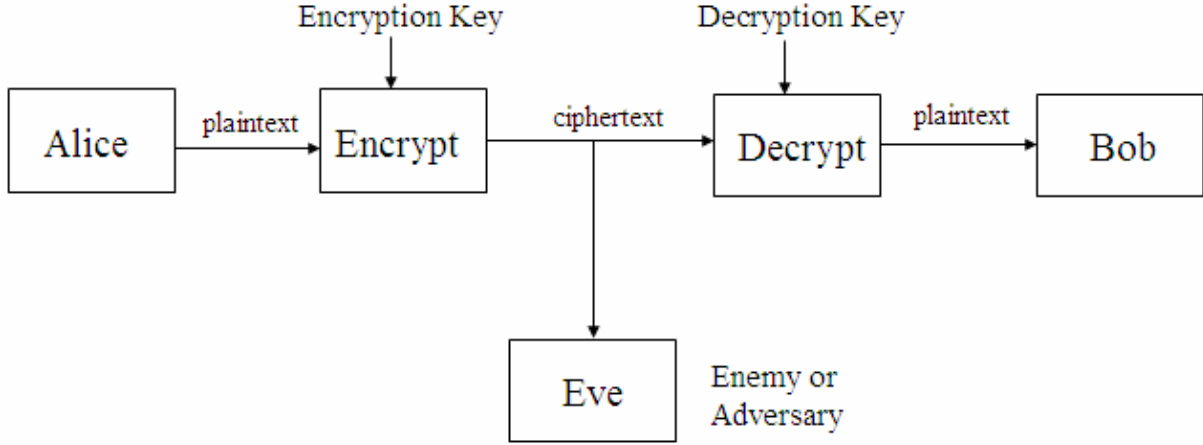 Encryption Key
Decryption Key
Alice
plaintext
Encrypt
ciphertext
Decrypt
plaintext
Bob
Eve
Enemy or
Adversary